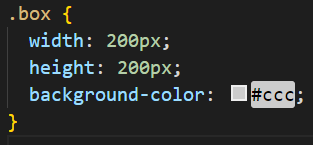 .box {
  width: 200px;
  height: 200px;
  background-color: #ccc;
}